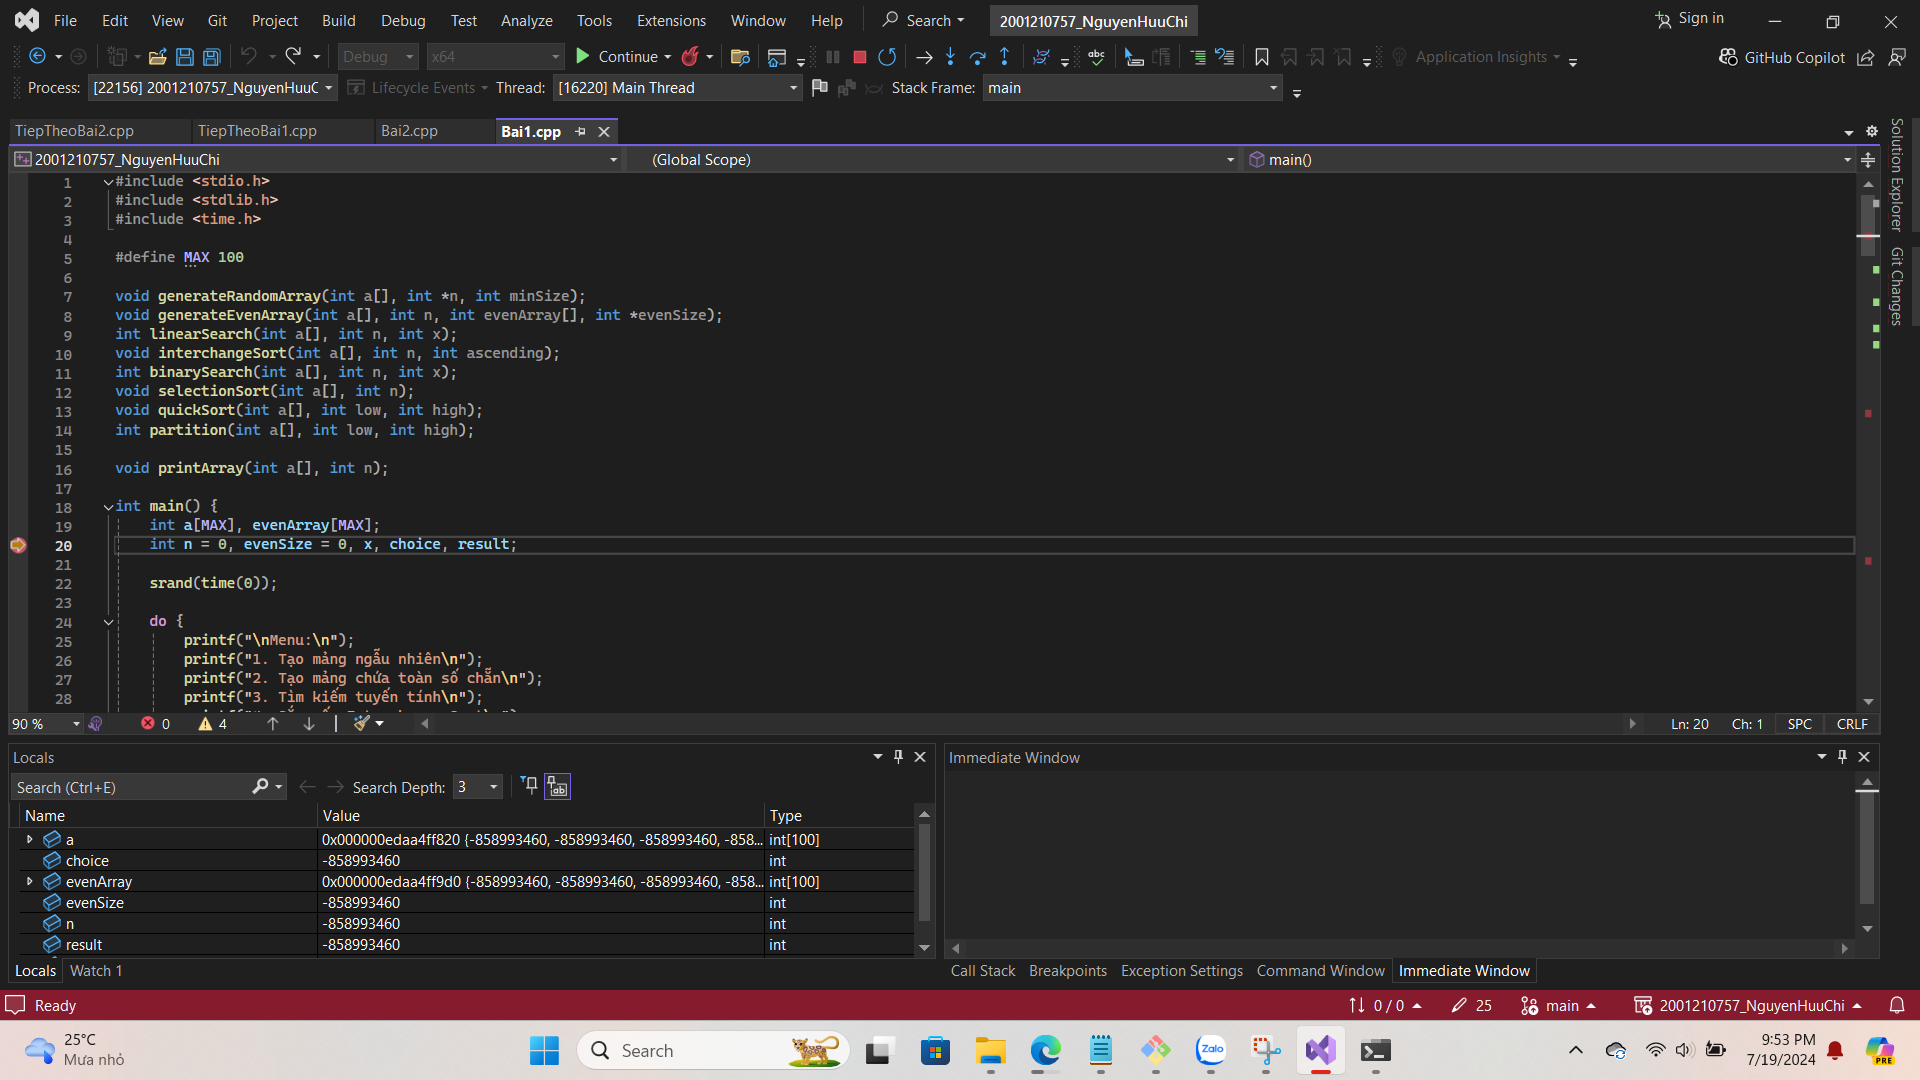 File Edit View Git Project Build Debug Test Analyze Tools Extensions Window Help Search 2001210757_NguyenHuuChi Sign in
Debug x64 Continue Application Insights GitHub Copilot
Process: [22156] 2001210757_NguyenHuuC Lifecycle Events Thread: [16220] Main Thread Stack Frame: main
TiepTheoBai2.cpp TiepTheoBai1.cpp Bai2.cpp Bai1.cpp
2001210757_NguyenHuuChi (Global Scope) main()
Solution Explorer
Git Changes
1 #include <stdio.h>
2 #include <stdlib.h>
3 #include <time.h>
4
5 #define MAX 100
6
7 void generateRandomArray(int a[], int *n, int minSize);
8 void generateEvenArray(int a[], int n, int evenArray[], int *evenSize);
9 int linearSearch(int a[], int n, int x);
10 void interchangeSort(int a[], int n, int ascending);
11 int binarySearch(int a[], int n, int x);
12 void selectionSort(int a[], int n);
13 void quickSort(int a[], int low, int high);
14 int partition(int a[], int low, int high);
15
16 void printArray(int a[], int n);
17
18 int main() {
19 int a[MAX], evenArray[MAX];
20 int n = 0, evenSize = 0, x, choice, result;
21
22 srand(time(0));
23
24 do {
25 printf("\nMenu:\n");
26 printf("1. Tạo mảng ngẫu nhiên\n");
27 printf("2. Tạo mảng chứa toàn số chẵn\n");
28 printf("3. Tìm kiếm tuyến tính\n");
90 % 0 4 Ln: 20 Ch: 1 SPC CRLF
Locals
Search (Ctrl+E) Search Depth: 3
Name Value Type
a 0x000000edaa4ff820 {-858993460, -858993460, -858993460, -858... int[100]
choice -858993460 int
evenArray 0x000000edaa4ff9d0 {-858993460, -858993460, -858993460, -858... int[100]
evenSize -858993460 int
n -858993460 int
result -858993460 int
Locals Watch 1
Immediate Window
Call Stack Breakpoints Exception Settings Command Window Immediate Window
Ready 0 / 0 25 main 2001210757_NguyenHuuChi
25°C
Mưa nhỏ
Search
Zalo
9:53 PM
7/19/2024
PRE